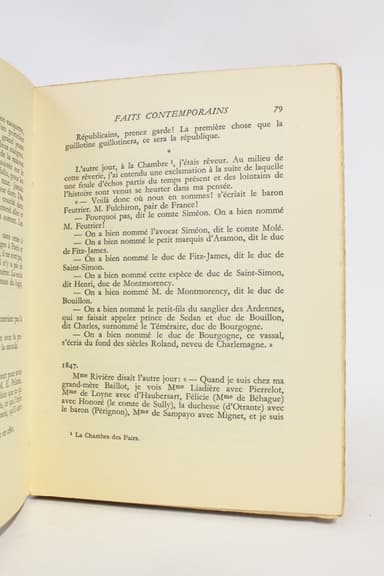 FAITS CONTEMPORAINS 79
Républicains, prenez garde! La première chose que la
guillotine guillotinera, ce sera la république.
*
L'autre jour, à la Chambre¹, j'étais rêveur. Au milieu de
cette rêverie, j'ai entendu une exclamation à la suite de laquelle
une foule d'échos partis du temps présent et des lointains de
l'histoire sont venus se heurter dans ma pensée.
« — Voilà donc où nous en sommes! s'écriait le baron
Feutrier. M. Fulchiron, pair de France!
— Pourquoi pas, dit le comte Siméon. On a bien nommé
M. Feutrier!
— On a bien nommé l'avocat Siméon, dit le comte Molé.
— On a bien nommé le petit marquis d'Aramon, dit le duc
de Fitz-James.
— On a bien nommé le duc de Fitz-James, dit le duc de
Saint-Simon.
— On a bien nommé cette espèce de duc de Saint-Simon,
dit Henri, duc de Montmorency.
— On a bien nommé M. de Montmorency, dit le duc de
Bouillon.
— On a bien nommé le petit-fils du sanglier des Ardennes,
qui se faisait appeler prince de Sedan et duc de Bouillon,
dit Charles, surnommé le Téméraire, duc de Bourgogne.
— On a bien nommé le duc de Bourgogne, ce vassal,
s'écria du fond des siècles Roland, neveu de Charlemagne. »
1847.
Mme Rivière disait l'autre jour: « — Quand je suis chez ma
grand-mère Baillot, je vois Mme Liadière avec Pierrelot,
Mme de Loyne avec d'Haubersart, Félicie (Mme de Béhague)
avec Honoré (le comte de Sully), la duchesse (d'Otrante) avec
le baron (Pérignon), Mme de Sampayo avec Mignet, et je suis
¹ La Chambre des Pairs.